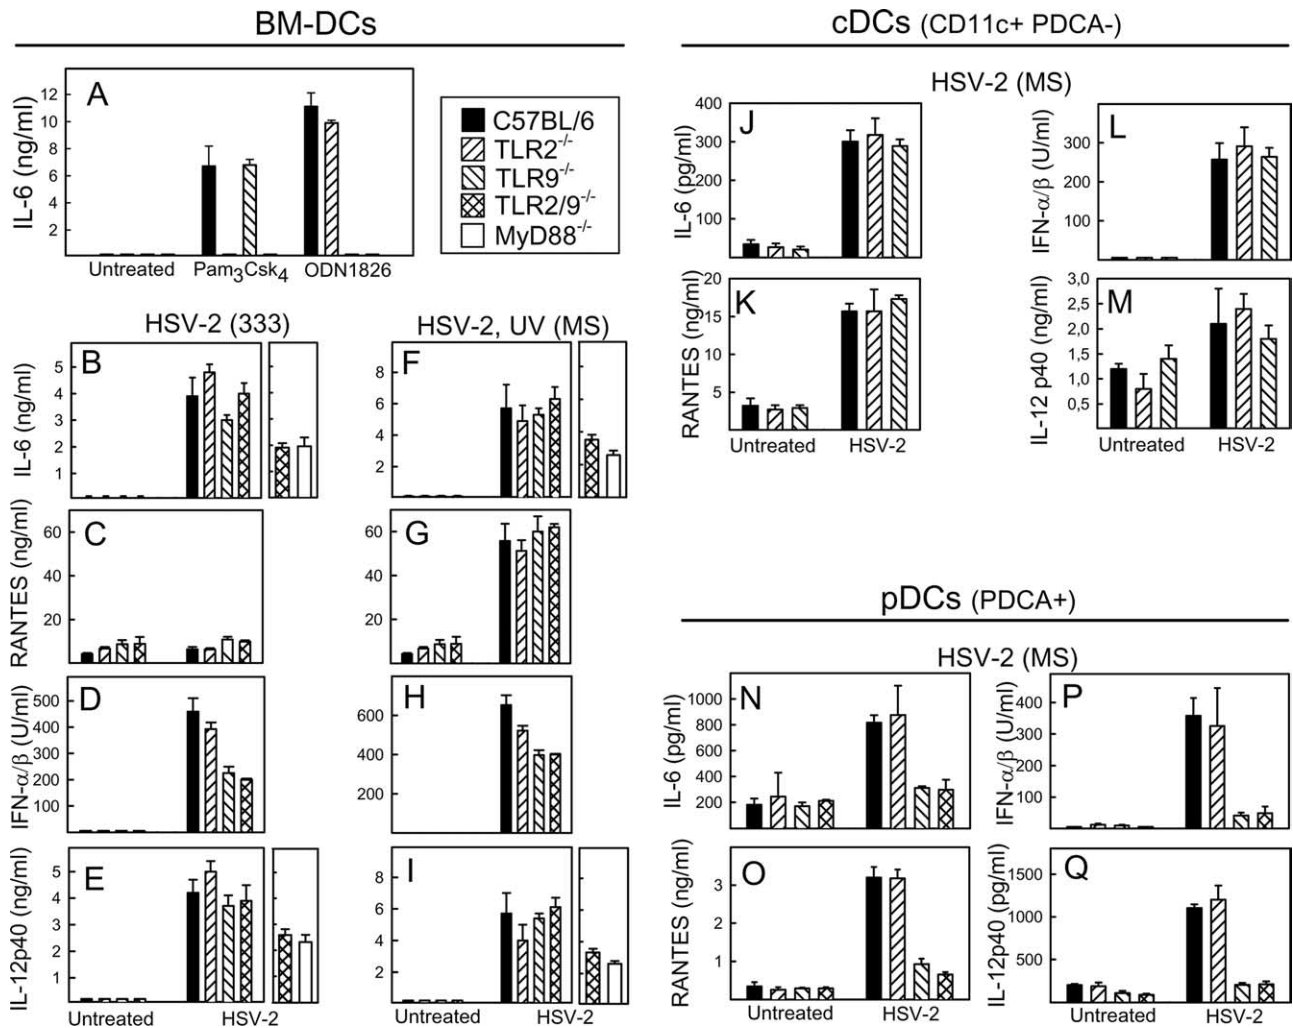 BM-DCs
A
IL-6 (ng/ml)
12
10
8
6
4
2
Untreated Pam3Csk4 ODN1826
C57BL/6
TLR2-/-
TLR9-/-
TLR2/9-/-
MyD88-/-
HSV-2 (333)
B
IL-6 (ng/ml)
5
4
3
2
1
C
RANTES (ng/ml)
60
40
20
D
IFN-α/β (U/ml)
500
400
300
200
100
E
IL-12p40 (ng/ml)
5
4
3
2
1
Untreated HSV-2
HSV-2, UV (MS)
F
8
6
4
2
G
60
40
20
H
600
400
200
I
8
6
4
2
Untreated HSV-2
cDCs (CD11c+ PDCA-)
HSV-2 (MS)
J
IL-6 (pg/ml)
400
300
200
100
K
RANTES (ng/ml)
20
15
10
5
Untreated HSV-2
L
IFN-α/β (U/ml)
300
200
100
M
IL-12 p40 (ng/ml)
3,0
2,5
2,0
1,5
1,0
0,5
Untreated HSV-2
pDCs (PDCA+)
HSV-2 (MS)
N
IL-6 (pg/ml)
1000
800
600
400
200
O
RANTES (ng/ml)
3
2
1
Untreated HSV-2
P
IFN-α/β (U/ml)
400
300
200
100
Q
IL-12p40 (pg/ml)
1500
1000
500
Untreated HSV-2